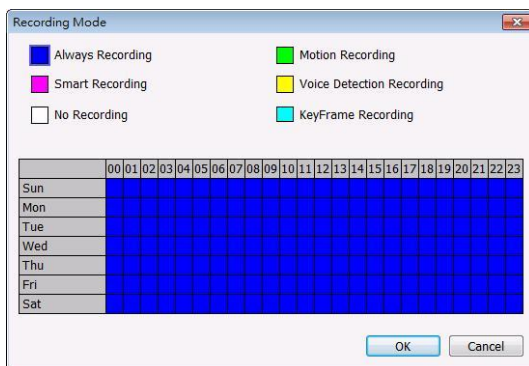 Recording Mode
Always Recording
Motion Recording
Smart Recording
Voice Detection Recording
No Recording
KeyFrame Recording
00 01 02 03 04 05 06 07 08 09 10 11 12 13 14 15 16 17 18 19 20 21 22 23
Sun
Mon
Tue
Wed
Thu
Fri
Sat
OK Cancel